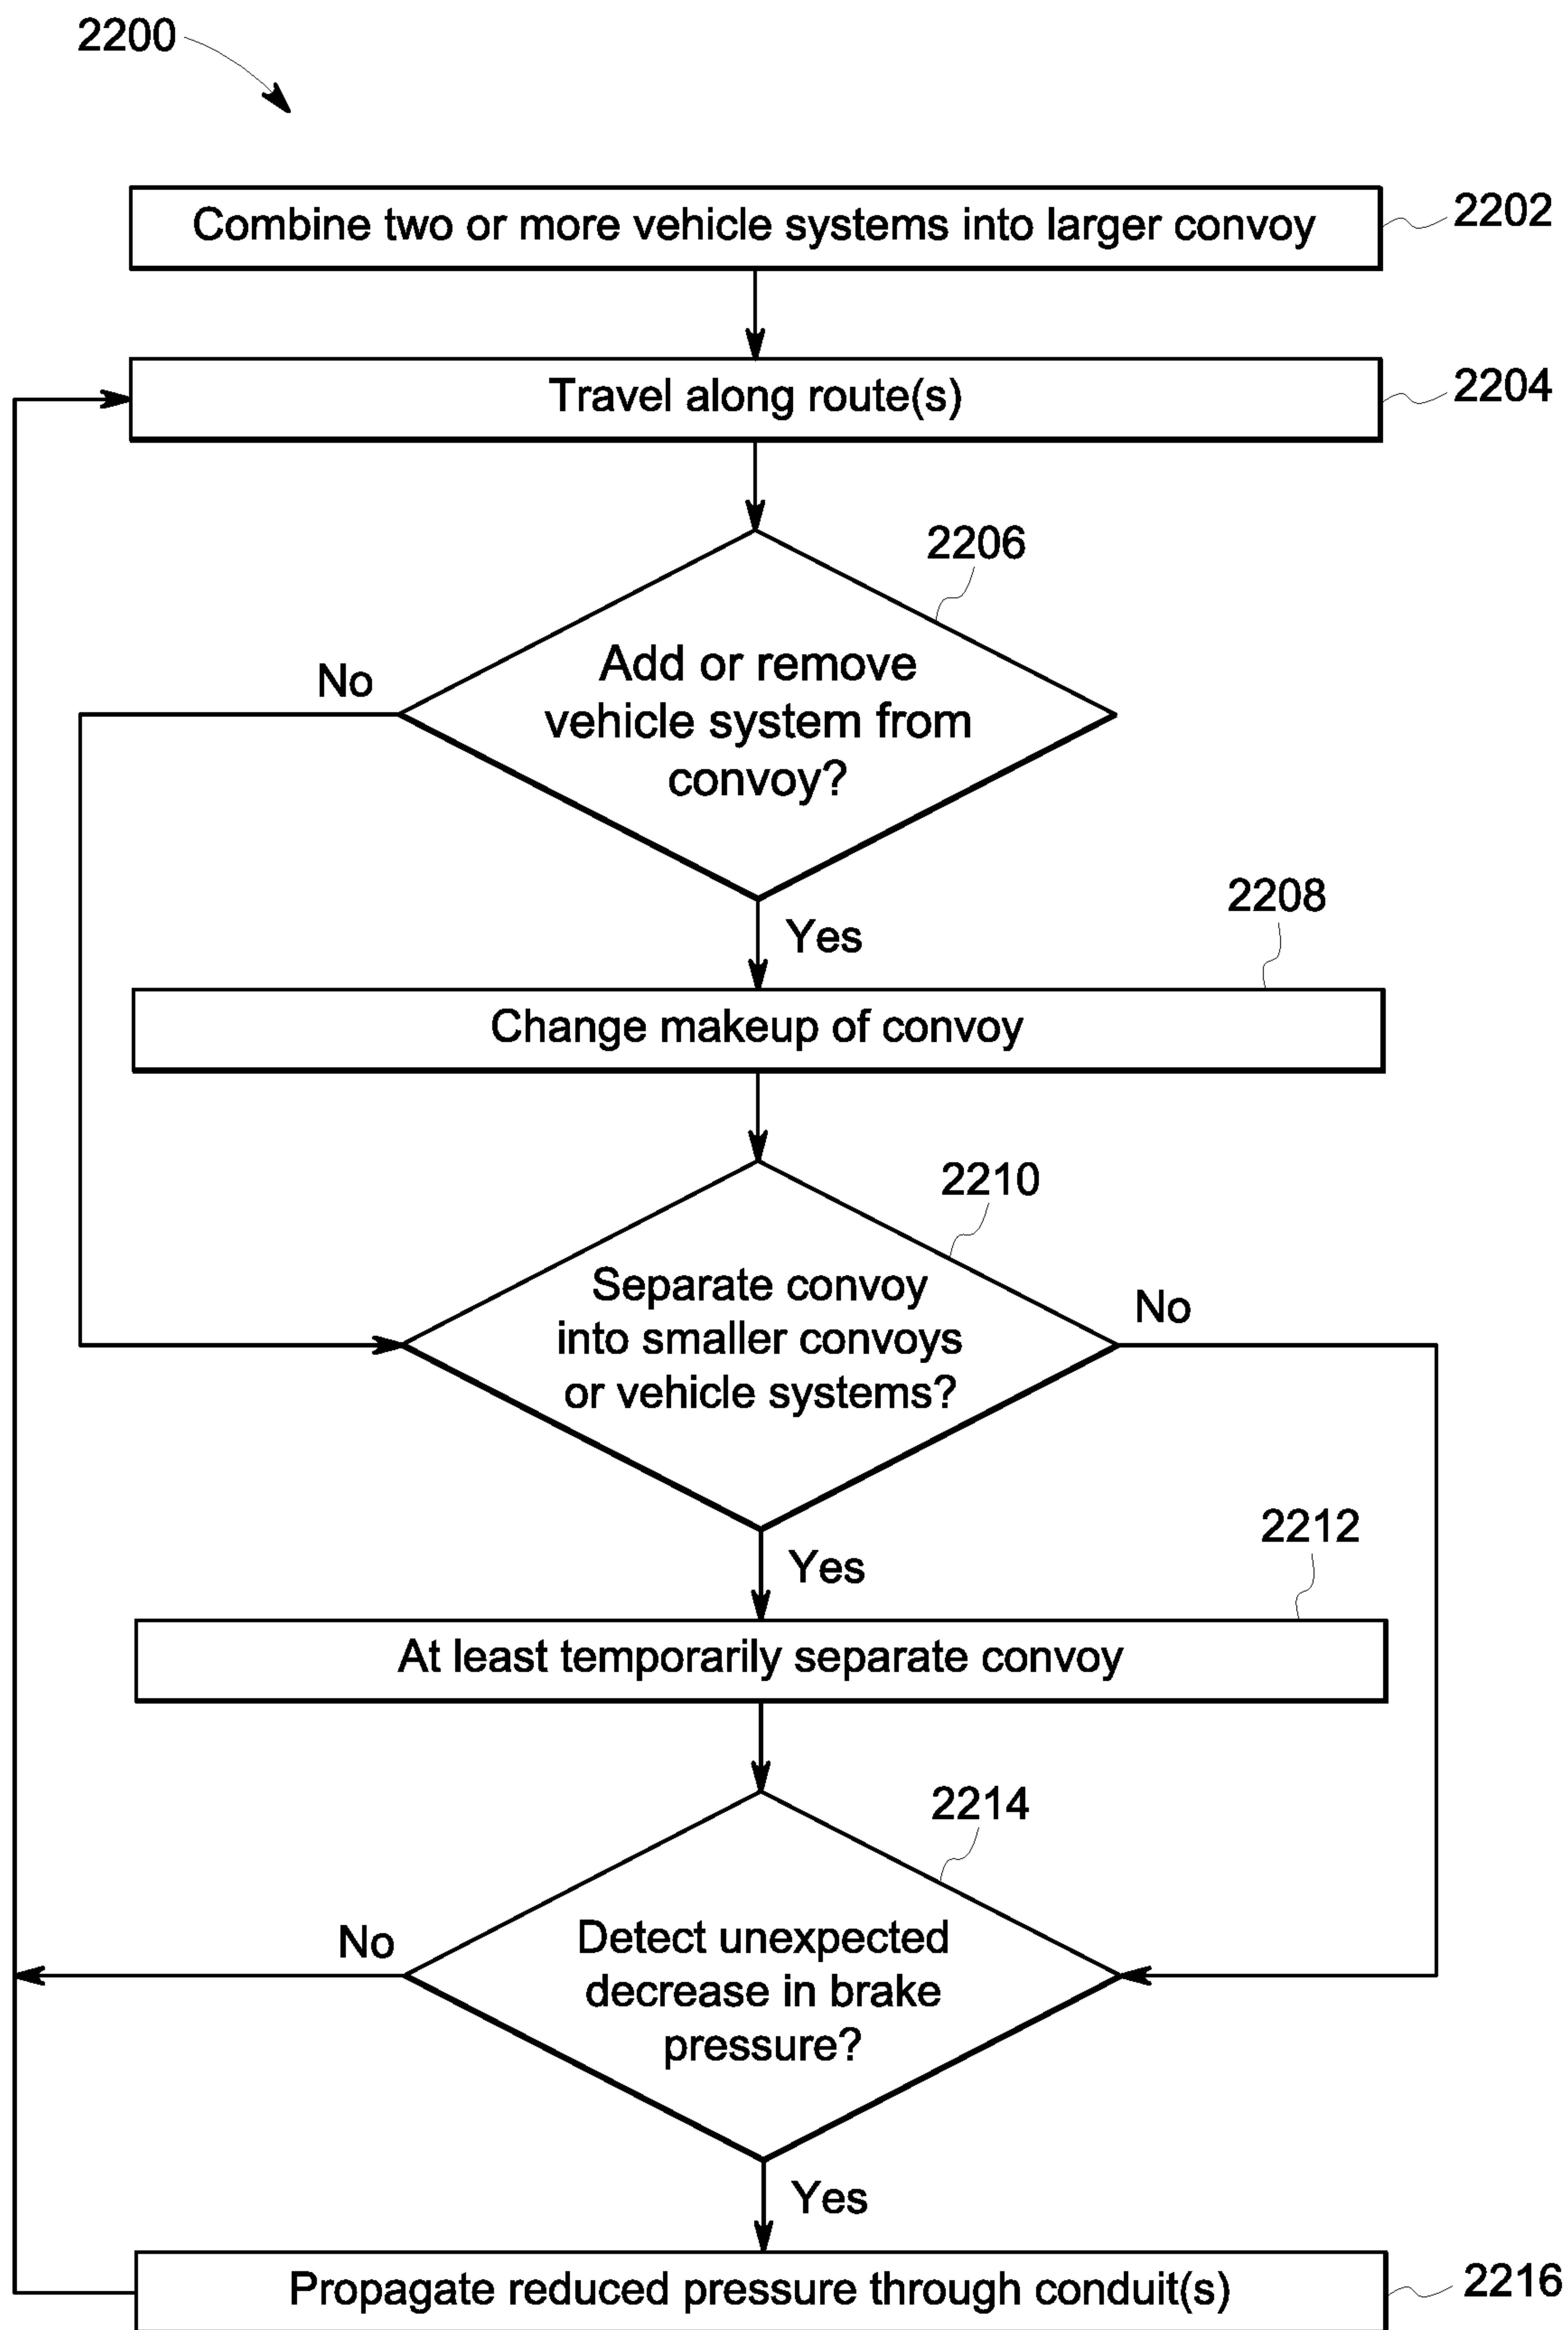 2200
Combine two or more vehicle systems into larger convoy
2202
Travel along route(s)
2204
2206
Add or remove
vehicle system from
convoy?
No
Yes
2208
Change makeup of convoy
2210
Separate convoy
into smaller convoys
or vehicle systems?
No
Yes
2212
At least temporarily separate convoy
2214
Detect unexpected
decrease in brake
pressure?
No
Yes
Propagate reduced pressure through conduit(s)
2216